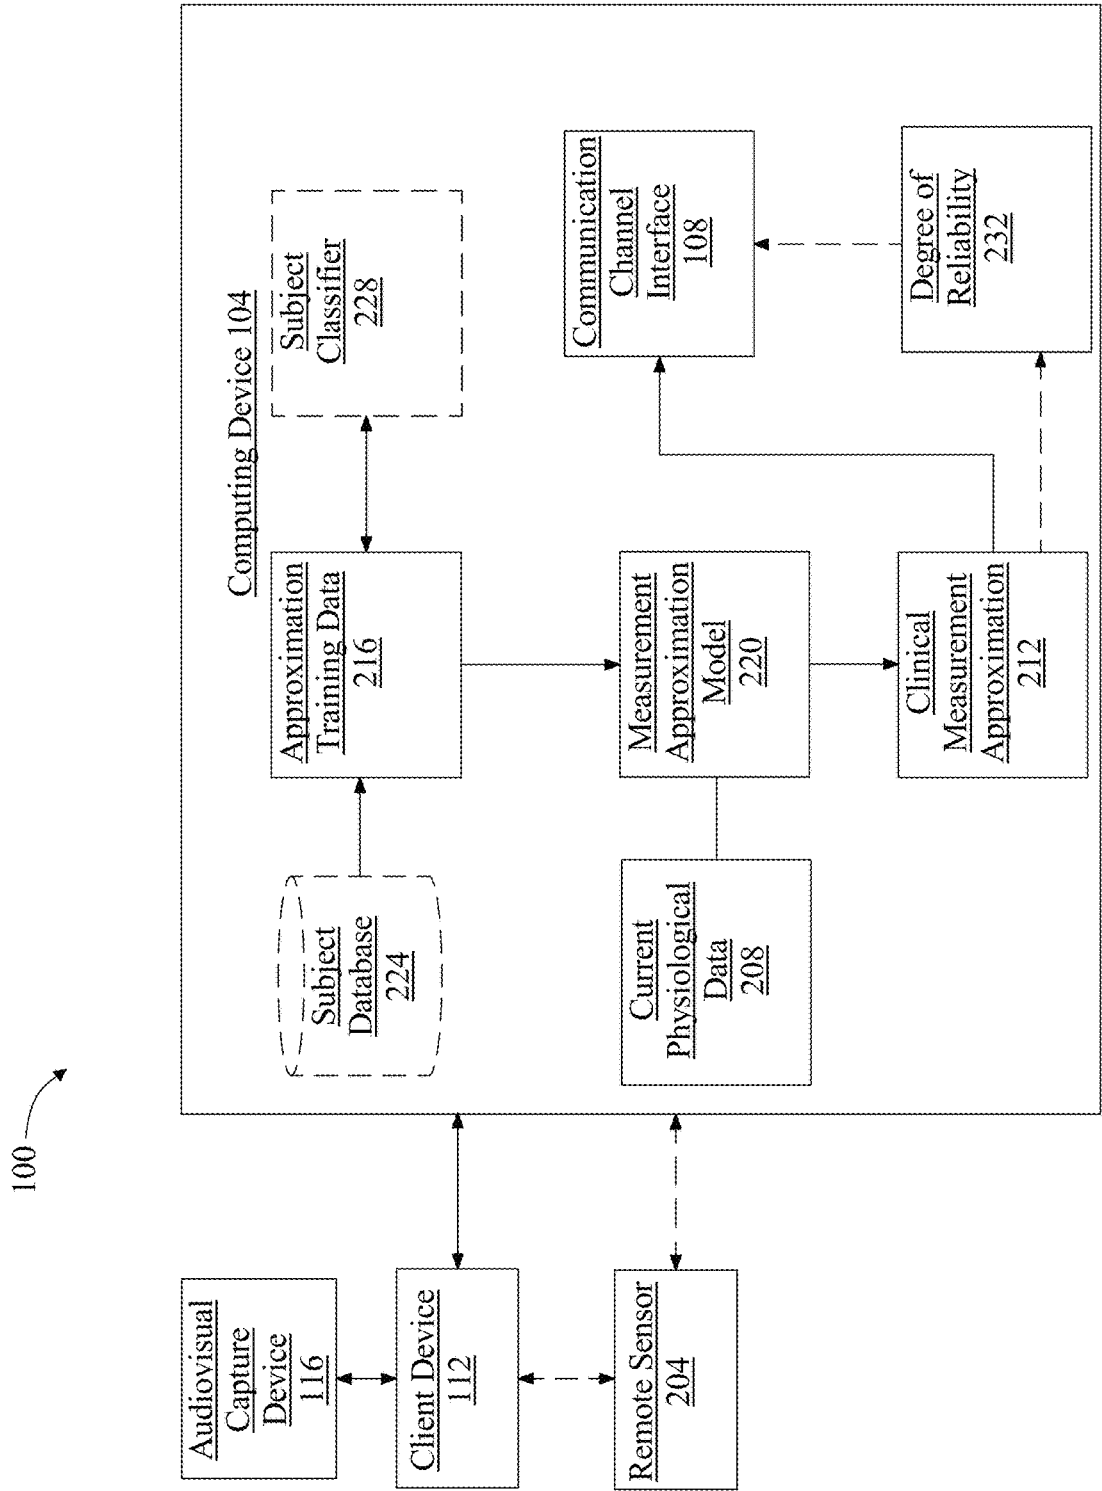 100
Computing Device 104
Audiovisual
Capture
Device
116
Client Device
112
Remote Sensor
204
Subject
Database
224
Approximation
Training Data
216
Subject
Classifier
228
Current
Physiological
Data
208
Measurement
Approximation
Model
220
Communication
Channel
Interface
108
Clinical
Measurement
Approximation
212
Degree of
Reliability
232